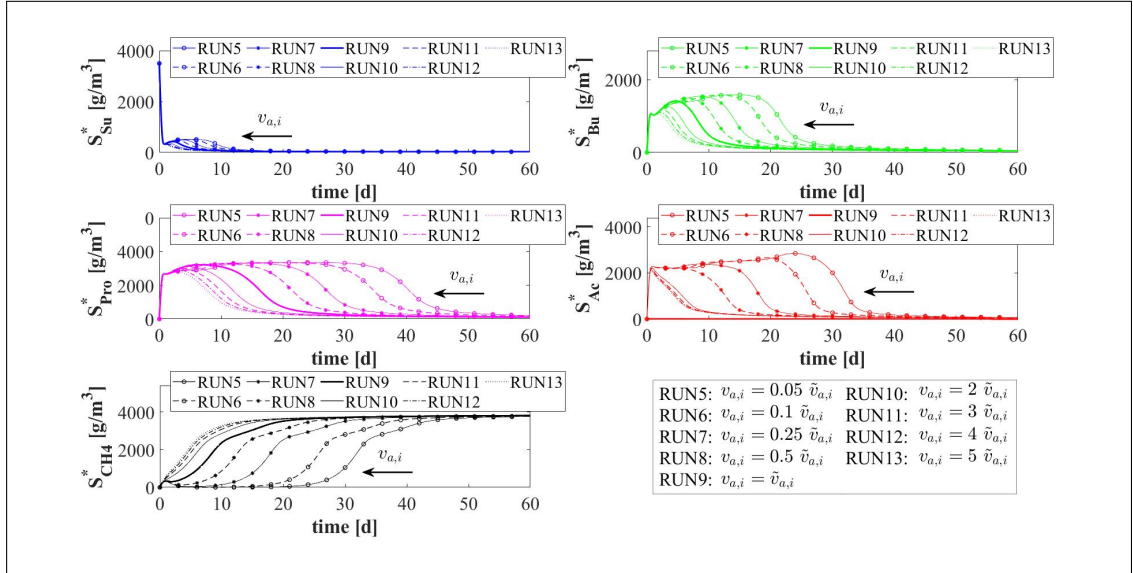 4000
2000
0
S*Su [g/m3]
RUN5 RUN7 RUN9 RUN11 RUN13
RUN6 RUN8 RUN10 RUN12
va,i
0 10 20 30 40 50 60
time [d]
2000
0
S*Bu [g/m3]
RUN5 RUN7 RUN9 RUN11 RUN13
RUN6 RUN8 RUN10 RUN12
va,i
0 10 20 30 40 50 60
time [d]
0
4000
2000
0
S*Pro [g/m3]
RUN5 RUN7 RUN9 RUN11 RUN13
RUN6 RUN8 RUN10 RUN12
va,i
0 10 20 30 40 50 60
time [d]
4000
2000
0
S*Ac [g/m3]
RUN5 RUN7 RUN9 RUN11 RUN13
RUN6 RUN8 RUN10 RUN12
va,i
0 10 20 30 40 50 60
time [d]
4000
2000
0
S*CH4 [g/m3]
RUN5 RUN7 RUN9 RUN11 RUN13
RUN6 RUN8 RUN10 RUN12
va,i
0 10 20 30 40 50 60
time [d]
RUN5: va,i = 0.05 ṽa,i RUN10: va,i = 2 ṽa,i
RUN6: va,i = 0.1 ṽa,i RUN11: va,i = 3 ṽa,i
RUN7: va,i = 0.25 ṽa,i RUN12: va,i = 4 ṽa,i
RUN8: va,i = 0.5 ṽa,i RUN13: va,i = 5 ṽa,i
RUN9: va,i = ṽa,i